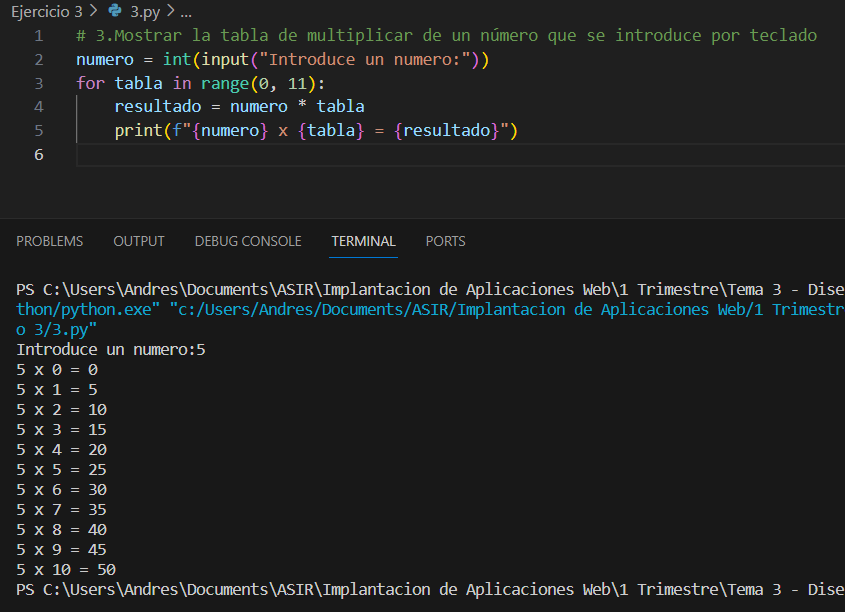 Ejercicio 3 > 3.py > ...
1 # 3.Mostrar la tabla de multiplicar de un número que se introduce por teclado
2 numero = int(input("Introduce un numero:"))
3 for tabla in range(0, 11):
4     resultado = numero * tabla
5     print(f"{numero} x {tabla} = {resultado}")
6
PROBLEMS OUTPUT DEBUG CONSOLE TERMINAL PORTS
PS C:\Users\Andres\Documents\ASIR\Implantacion de Aplicaciones Web\1 Trimestre\Tema 3 - Dise
thon/python.exe" "c:/Users/Andres/Documents/ASIR/Implantacion de Aplicaciones Web/1 Trimestr
o 3/3.py"
Introduce un numero:5
5 x 0 = 0
5 x 1 = 5
5 x 2 = 10
5 x 3 = 15
5 x 4 = 20
5 x 5 = 25
5 x 6 = 30
5 x 7 = 35
5 x 8 = 40
5 x 9 = 45
5 x 10 = 50
PS C:\Users\Andres\Documents\ASIR\Implantacion de Aplicaciones Web\1 Trimestre\Tema 3 - Dise